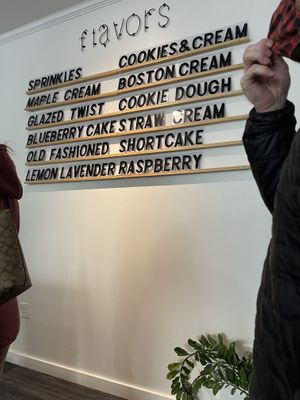 flavors
SPRINKLES COOKIES&CREAM
MAPLE CREAM BOSTON CREAM
GLAZED TWIST COOKIE DOUGH
BLUEBERRY CAKE STRAW CREAM
OLD FASHIONED SHORTCAKE
LEMON LAVENDER RASPBERRY